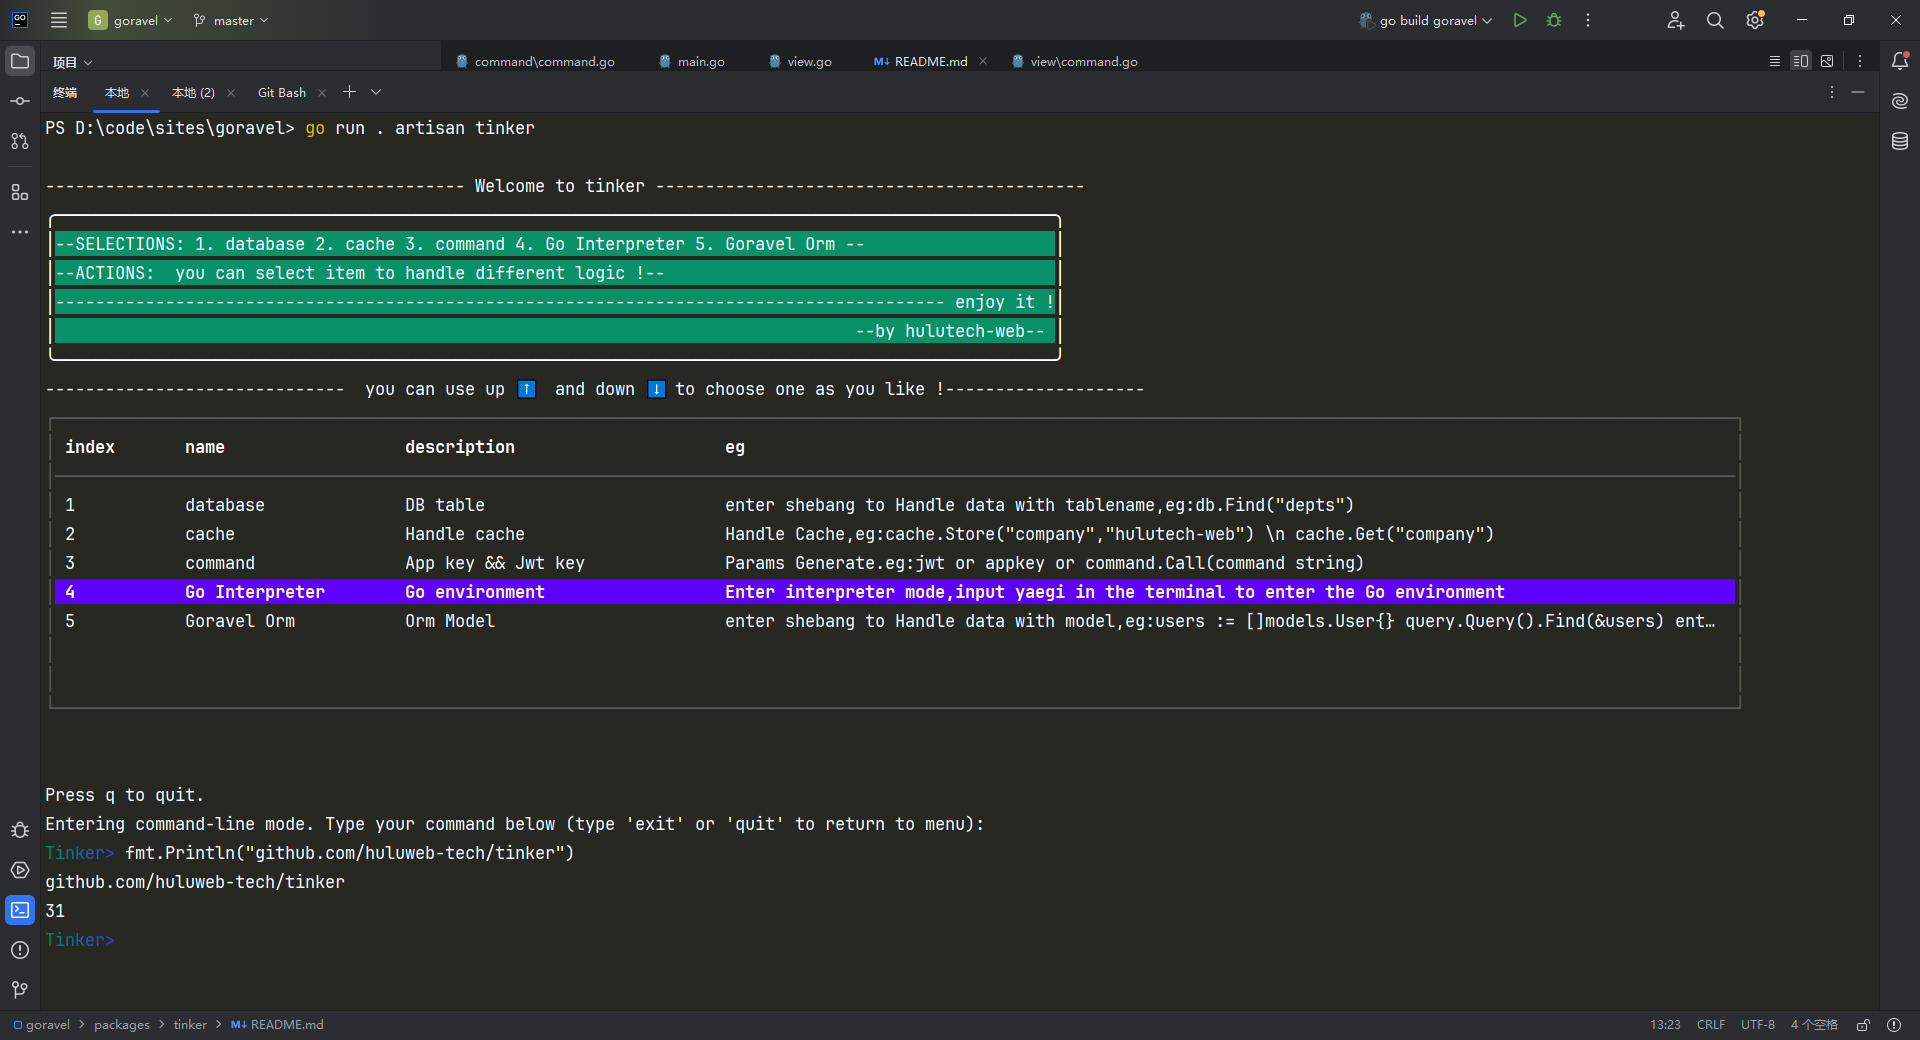 GO
G goravel master go build goravel
项目 command\command.go main.go view.go M↓ README.md view\command.go
终端 本地 本地 (2) Git Bash
PS D:\code\sites\goravel> go run . artisan tinker
------------------------------------------ Welcome to tinker -------------------------------------------
--SELECTIONS: 1. database 2. cache 3. command 4. Go Interpreter 5. Goravel Orm --
--ACTIONS:  you can select item to handle different logic !--
----------------------------------------------------------------------------------------- enjoy it !
--by hulutech-web--
------------------------------  you can use up ↑  and down ↓ to choose one as you like !--------------------
index name description eg
1 database DB table enter shebang to Handle data with tablename,eg:db.Find("depts")
2 cache Handle cache Handle Cache,eg:cache.Store("company","hulutech-web") \n cache.Get("company")
3 command App key && Jwt key Params Generate.eg:jwt or appkey or command.Call(command string)
4 Go Interpreter Go environment Enter interpreter mode,input yaegi in the terminal to enter the Go environment
5 Goravel Orm Orm Model enter shebang to Handle data with model,eg:users := []models.User{} query.Query().Find(&users) ent…
Press q to quit.
Entering command-line mode. Type your command below (type 'exit' or 'quit' to return to menu):
Tinker> fmt.Println("github.com/huluweb-tech/tinker")
github.com/huluweb-tech/tinker
31
Tinker>
goravel > packages > tinker > M↓ README.md 13:23 CRLF UTF-8 4 个空格